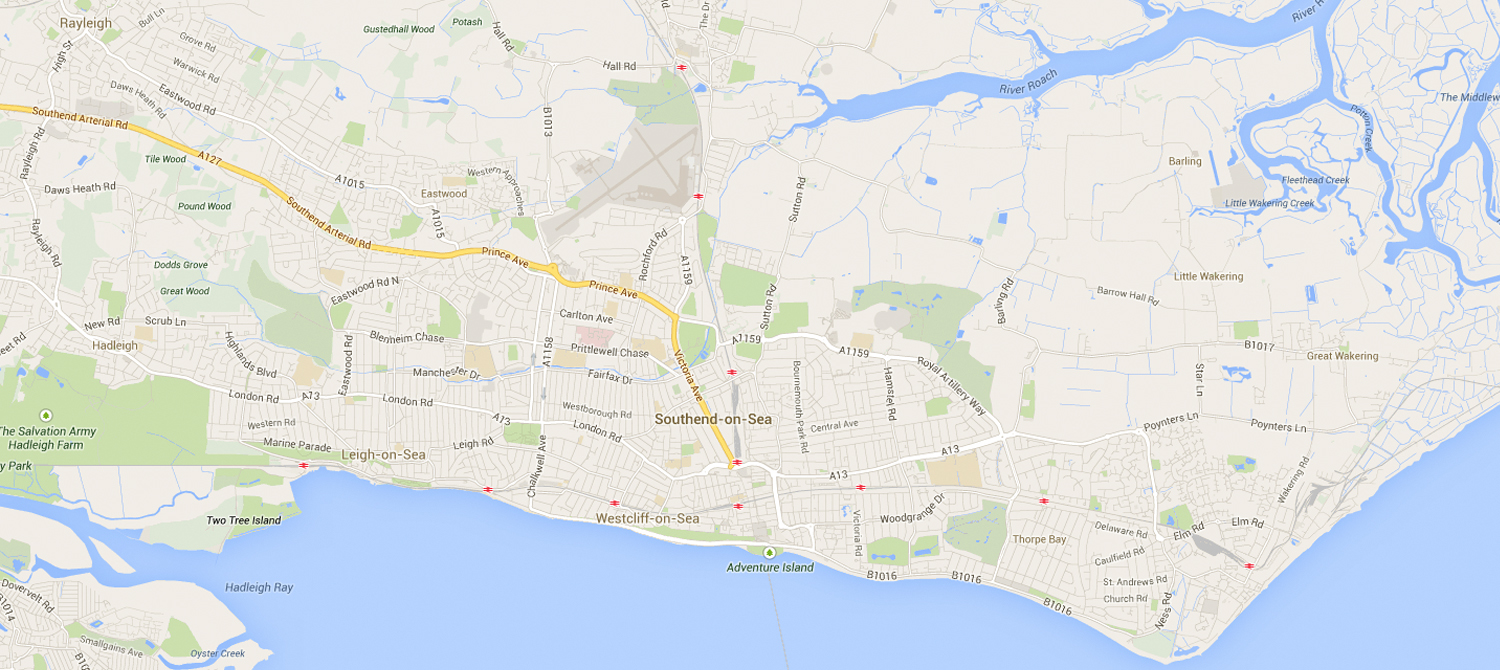 Rayleigh
Bull Ln
Potash
Gustedhall Wood
Hall Rd
Rd
The Dr
River R
High St
Grove Rd
Warwick Rd
Daws Heath Rd
Eastwood Rd
Hall Rd
River Roach
The Middlew
Southend Arterial Rd
B1013
Potton Creek
Rayleigh Rd
A127
Tile Wood
Barling
A1015
Western Approaches
Fleethead Creek
Daws Heath Rd
Eastwood
Sutton Rd
Little Wakering Creek
Pound Wood
Southend Arterial Rd
A1015
Rayleigh Rd
Rochford Rd
Prince Ave
Dodds Grove
A1159
Little Wakering
Great Wood
Eastwood Rd N
Prince Ave
Sutton Rd
Barling Rd
Barrow Hall Rd
New Rd
Scrub Ln
Carlton Ave
Hadleigh
Blenheim Chase
A1159
A1159
B1017
Great Wakering
eet Rd
Highlands Blvd
Eastwood Rd
A1158
Prittlewell Chase
Victoria Ave
Royal Artillery Way
Manchester Dr
Fairfax Dr
Bournemouth Park Rd
Hamstel Rd
Star Ln
London Rd
A13
London Rd
Westborough Rd
Southend-on-Sea
The Salvation Army
Hadleigh Farm
Western Rd
A13
London Rd
Central Ave
Poynters Ln
Poynters Ln
Marine Parade
Leigh Rd
Leigh-on-Sea
y Park
Chalkwell Ave
A13
A13
Wakering Rd
Two Tree Island
Westcliff-on-Sea
Victoria Rd
Woodgrange Dr
Delaware Rd
Elm Rd
Elm Rd
Thorpe Bay
Adventure Island
Caulfield Rd
Hadleigh Ray
B1016
B1016
St. Andrews Rd
Dovervelt Rd
B1014
B1016
Church Rd
Ness Rd
Smallgains Ave
Oyster Creek
B10